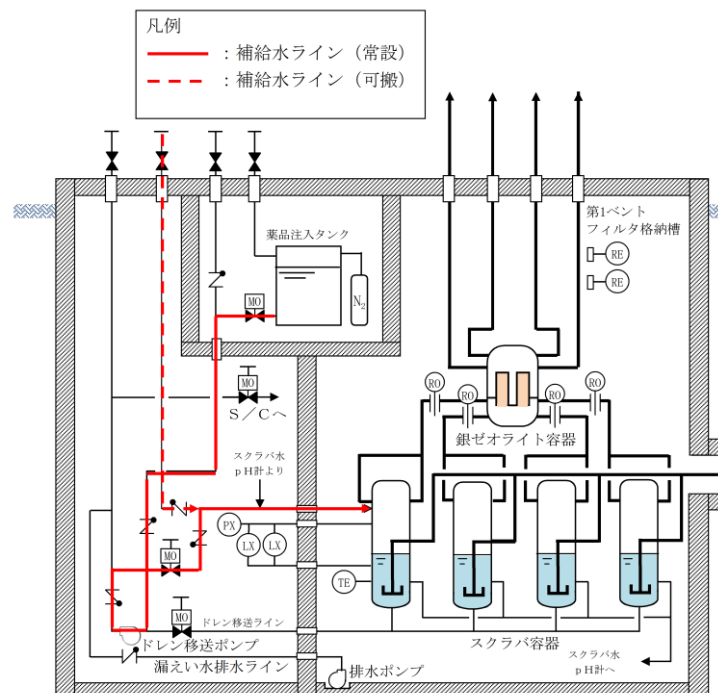 凡例
：補給水ライン（常設）
：補給水ライン（可搬）
第1ベント
フィルタ格納槽
RE
RE
薬品注入タンク
N2
MO
MO
S／Cへ
RO
RO
RO
RO
銀ゼオライト容器
スクラバ水
pH計より
PX
LX
LX
MO
TE
MO
ドレン移送ライン
ドレン移送ポンプ
スクラバ容器
漏えい水排水ライン
スクラバ水
pH計へ
排水ポンプ